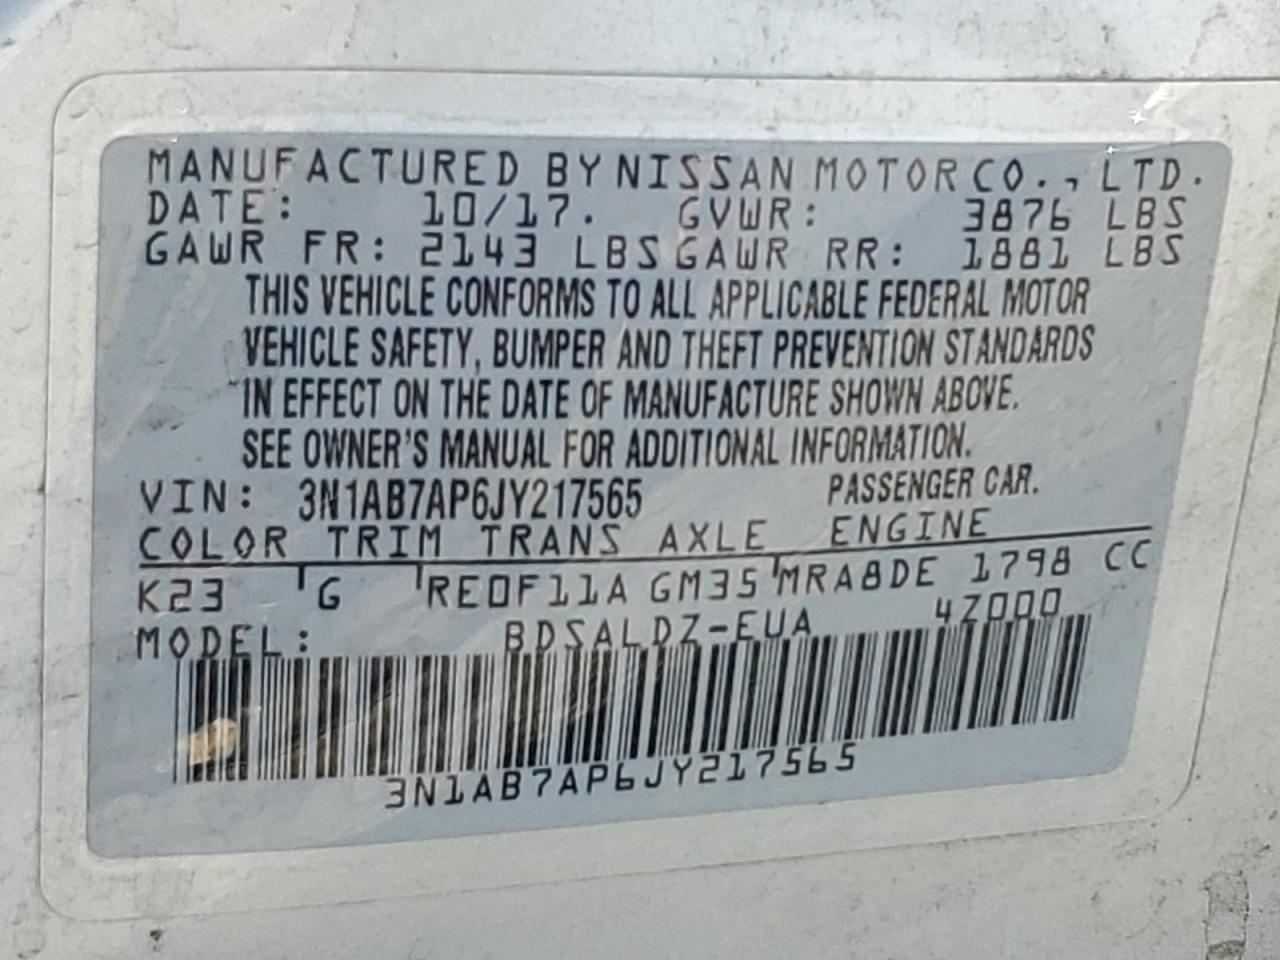 MANUFACTURED BY NISSAN MOTOR CO., LTD.
DATE: 10/17. GVWR: 3876 LBS
GAWR FR: 2143 LBS GAWR RR: 1881 LBS
THIS VEHICLE CONFORMS TO ALL APPLICABLE FEDERAL MOTOR
VEHICLE SAFETY, BUMPER AND THEFT PREVENTION STANDARDS
IN EFFECT ON THE DATE OF MANUFACTURE SHOWN ABOVE.
SEE OWNER'S MANUAL FOR ADDITIONAL INFORMATION.
VIN: 3N1AB7AP6JY217565 PASSENGER CAR.
COLOR TRIM TRANS AXLE ENGINE
K23 G RE0F11A GM35 MRA8DE 1798 CC
MODEL: BDSALDZ-EUA 4Z000
3N1AB7AP6JY217565